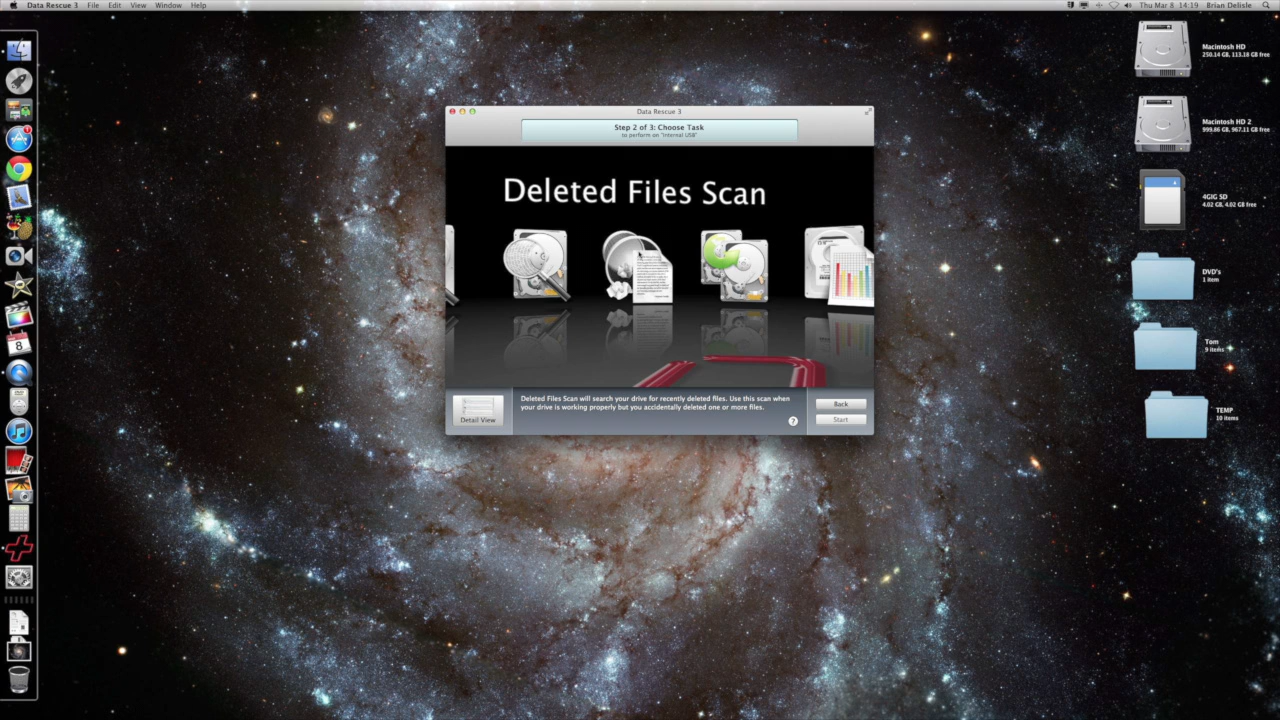 Data Rescue 3 File Edit View Window Help
Thu Mar 8 14:19 Brian Delisle
Macintosh HD
250.14 GB, 113.18 GB free
Data Rescue 3
Step 2 of 3: Choose Task
to perform on "Internal USB"
Macintosh HD 2
999.86 GB, 967.11 GB free
Deleted Files Scan
4GIG SD
4.02 GB, 4.02 GB free
DVD's
1 item
Tom
9 items
8
Deleted Files Scan will search your drive for recently deleted files. Use this scan when
your drive is working properly but you accidentally deleted one or more files.
Detail View
?
Back
Start
TEMP
10 items